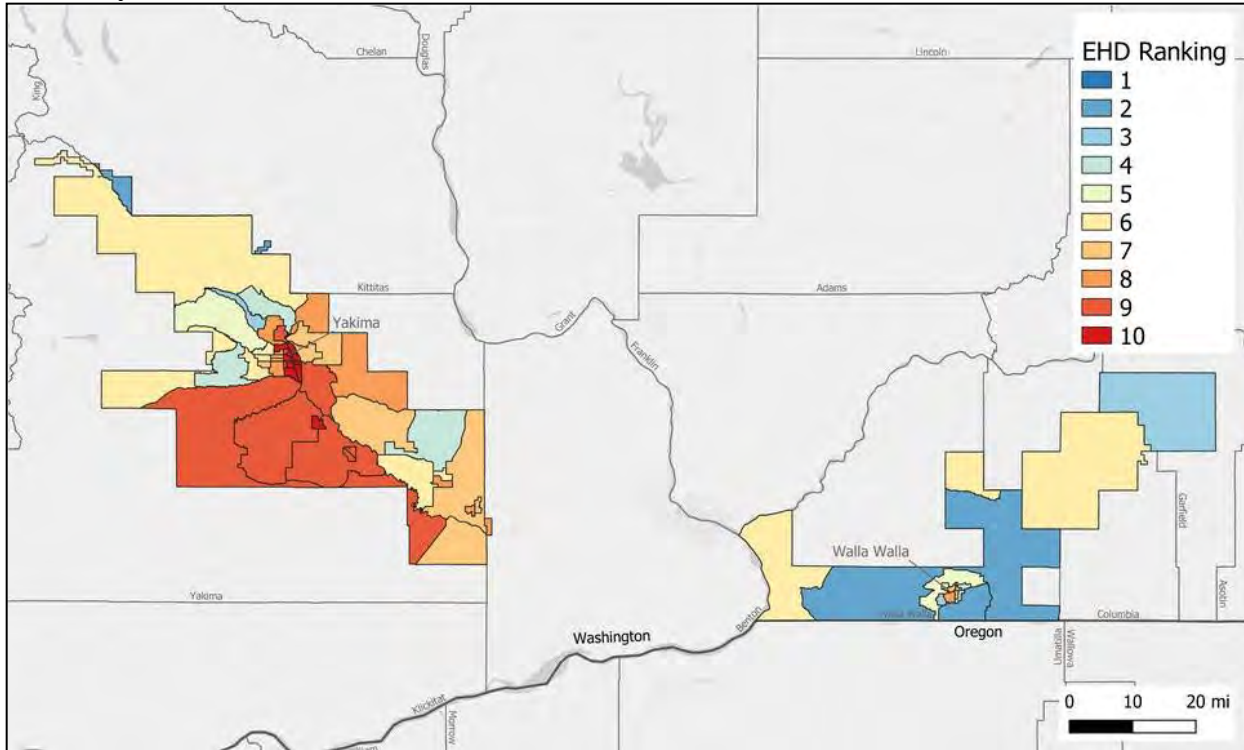 Chelan
Douglas
Lincoln
King
EHD Ranking
1
2
3
4
5
6
7
8
9
10
Kittitas
Adams
Grant
Yakima
Franklin
Walla Walla
Garfield
Asotin
Yakima
Benton
Walla Walla
Columbia
Washington
Oregon
Umatilla
Wallowa
Klickitat
Morrow
0 10 20 mi